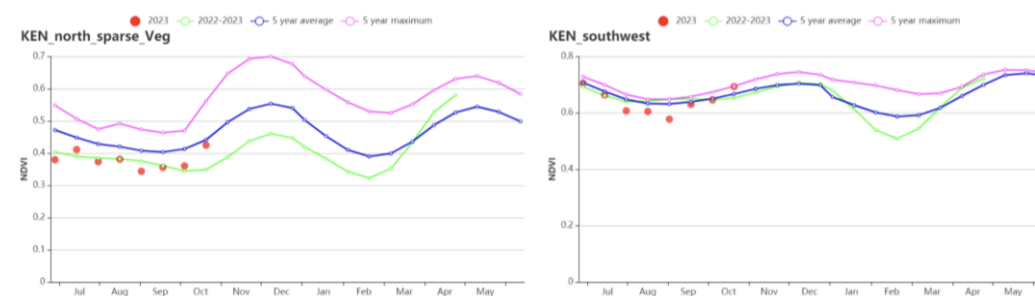 2023 2022-2023 5 year average 5 year maximum
KEN_north_sparse_Veg
0.7
0.6
0.5
0.4
0.3
0.2
0.1
0
NDVI
Jul Aug Sep Oct Nov Dec Jan Feb Mar Apr May
2023 2022-2023 5 year average 5 year maximum
KEN_southwest
0.8
0.6
0.4
0.2
0
NDVI
Jul Aug Sep Oct Nov Dec Jan Feb Mar Apr May